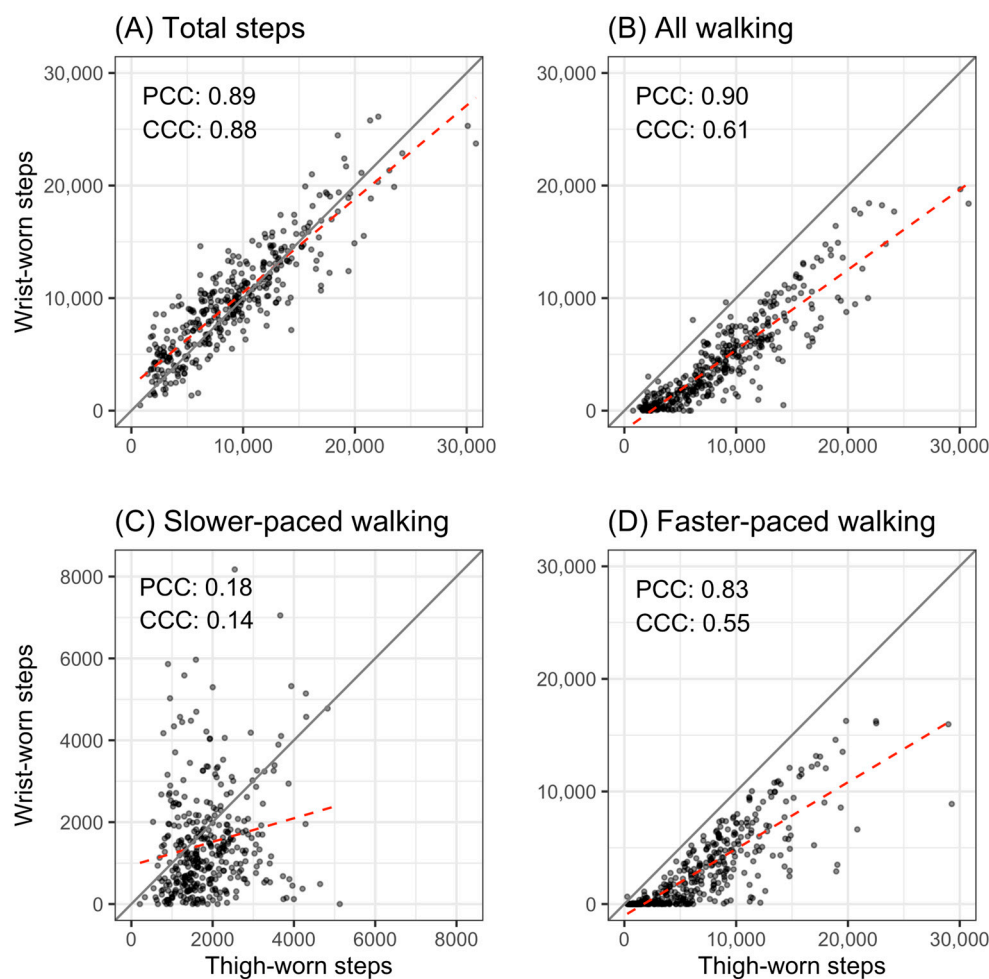 (A) Total steps
(B) All walking
Wrist-worn steps
30,000
20,000
10,000
0
PCC: 0.89
CCC: 0.88
0
10,000
20,000
30,000
30,000
20,000
10,000
0
PCC: 0.90
CCC: 0.61
0
10,000
20,000
30,000
(C) Slower-paced walking
(D) Faster-paced walking
Wrist-worn steps
8000
6000
4000
2000
0
PCC: 0.18
CCC: 0.14
0
2000
4000
6000
8000
Thigh-worn steps
30,000
20,000
10,000
0
PCC: 0.83
CCC: 0.55
0
10,000
20,000
30,000
Thigh-worn steps